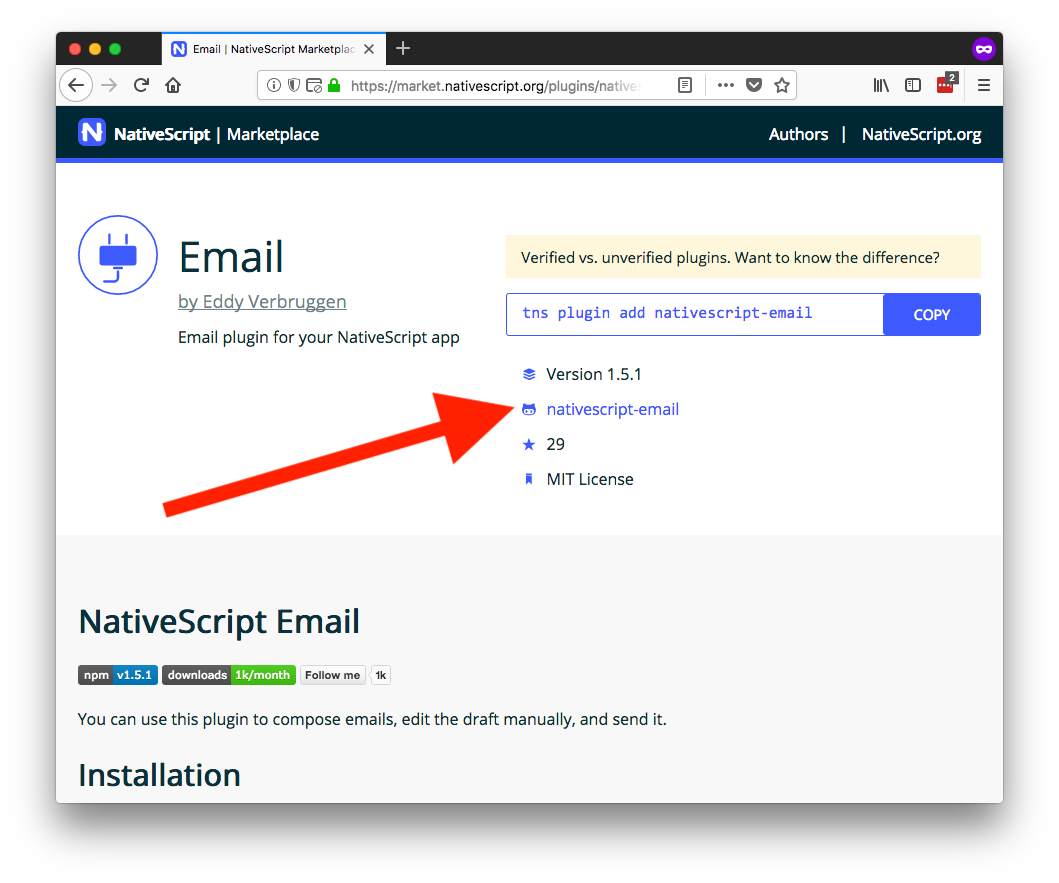 Email | NativeScript Marketplac
https://market.nativescript.org/plugins/natives
2
N NativeScript | Marketplace
Authors | NativeScript.org
Email
by Eddy Verbruggen
Email plugin for your NativeScript app
Verified vs. unverified plugins. Want to know the difference?
tns plugin add nativescript-email
COPY
Version 1.5.1
nativescript-email
29
MIT License
NativeScript Email
npm v1.5.1 downloads 1k/month Follow me 1k
You can use this plugin to compose emails, edit the draft manually, and send it.
Installation